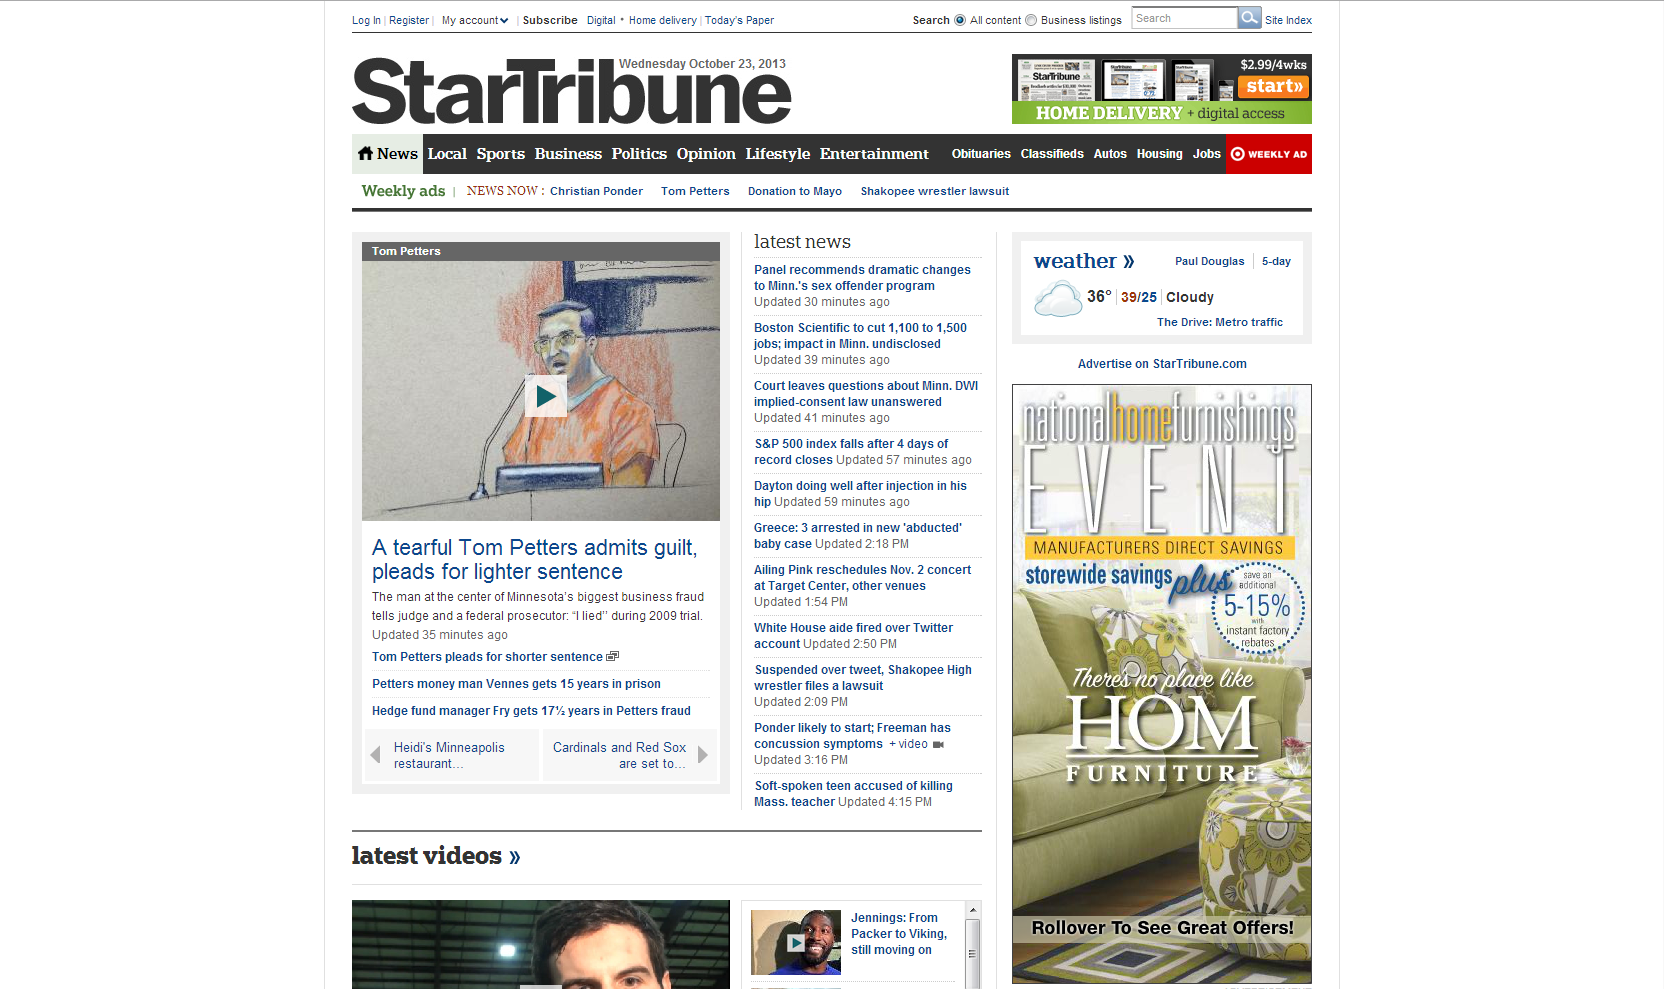 Log In | Register | My account | Subscribe Digital • Home delivery | Today's Paper
Search All content Business listings Search Site Index
StarTribune
Wednesday October 23, 2013
StarTribune
$2.99/4wks
start»
HOME DELIVERY + digital access
News Local Sports Business Politics Opinion Lifestyle Entertainment Obituaries Classifieds Autos Housing Jobs WEEKLY AD
Weekly ads | NEWS NOW : Christian Ponder Tom Petters Donation to Mayo Shakopee wrestler lawsuit
Tom Petters
A tearful Tom Petters admits guilt,
pleads for lighter sentence
The man at the center of Minnesota's biggest business fraud
tells judge and a federal prosecutor: “I lied'' during 2009 trial.
Updated 35 minutes ago
Tom Petters pleads for shorter sentence
Petters money man Vennes gets 15 years in prison
Hedge fund manager Fry gets 17½ years in Petters fraud
Heidi's Minneapolis
restaurant...
Cardinals and Red Sox
are set to...
latest news
Panel recommends dramatic changes
to Minn.'s sex offender program
Updated 30 minutes ago
Boston Scientific to cut 1,100 to 1,500
jobs; impact in Minn. undisclosed
Updated 39 minutes ago
Court leaves questions about Minn. DWI
implied-consent law unanswered
Updated 41 minutes ago
S&P 500 index falls after 4 days of
record closes Updated 57 minutes ago
Dayton doing well after injection in his
hip Updated 59 minutes ago
Greece: 3 arrested in new 'abducted'
baby case Updated 2:18 PM
Ailing Pink reschedules Nov. 2 concert
at Target Center, other venues
Updated 1:54 PM
White House aide fired over Twitter
account Updated 2:50 PM
Suspended over tweet, Shakopee High
wrestler files a lawsuit
Updated 2:09 PM
Ponder likely to start; Freeman has
concussion symptoms + video
Updated 3:16 PM
Soft-spoken teen accused of killing
Mass. teacher Updated 4:15 PM
weather » Paul Douglas | 5-day
36° | 39/25 | Cloudy
The Drive: Metro traffic
Advertise on StarTribune.com
nationalhomefurnishings
EVENT
MANUFACTURERS DIRECT SAVINGS
storewide savings plus
save an
additional
5-15%
with
instant factory
rebates
There's no place like
HOM
FURNITURE
Rollover To See Great Offers!
latest videos »
Jennings: From
Packer to Viking,
still moving on